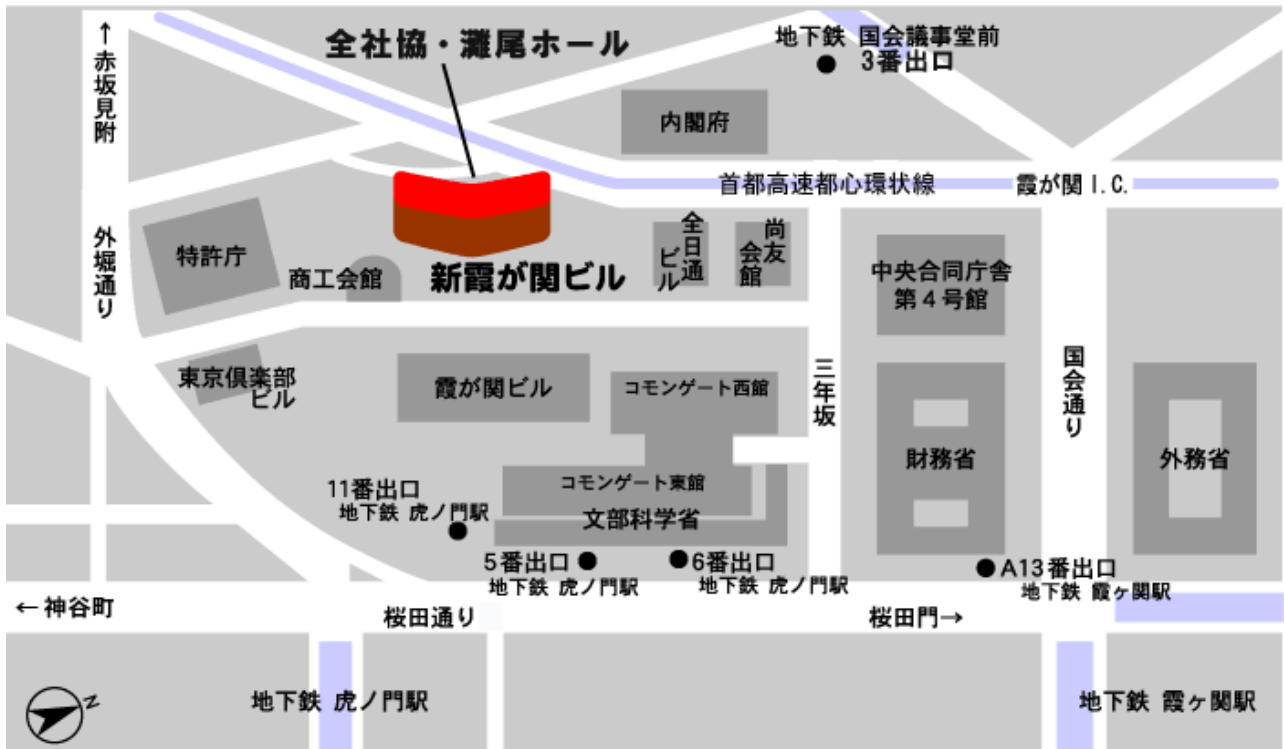 ↑赤坂見附
全社協・灘尾ホール
地下鉄 国会議事堂前
3番出口
内閣府
首都高速都心環状線
霞が関 I.C.
外堀通り
特許庁
商工会館
新霞が関ビル
全日通
ビル
尚友
会館
中央合同庁舎
第4号館
東京倶楽部
ビル
霞が関ビル
コモンゲート西館
三年坂
国会通り
財務省
外務省
コモンゲート東館
文部科学省
11番出口
地下鉄 虎ノ門駅
5番出口
地下鉄 虎ノ門駅
6番出口
地下鉄 虎ノ門駅
A13番出口
地下鉄 霞ヶ関駅
←神谷町
桜田通り
桜田門→
地下鉄 虎ノ門駅
地下鉄 霞ヶ関駅
N